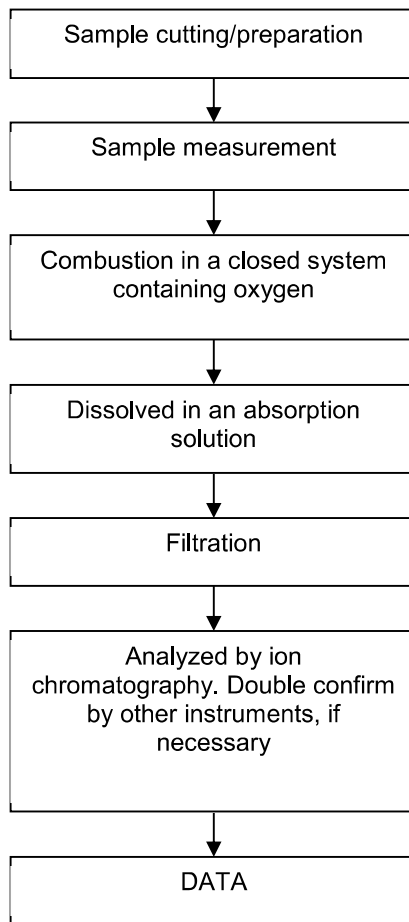 Sample cutting/preparation
Sample measurement
Combustion in a closed system
containing oxygen
Dissolved in an absorption
solution
Filtration
Analyzed by ion
chromatography. Double confirm
by other instruments, if
necessary
DATA